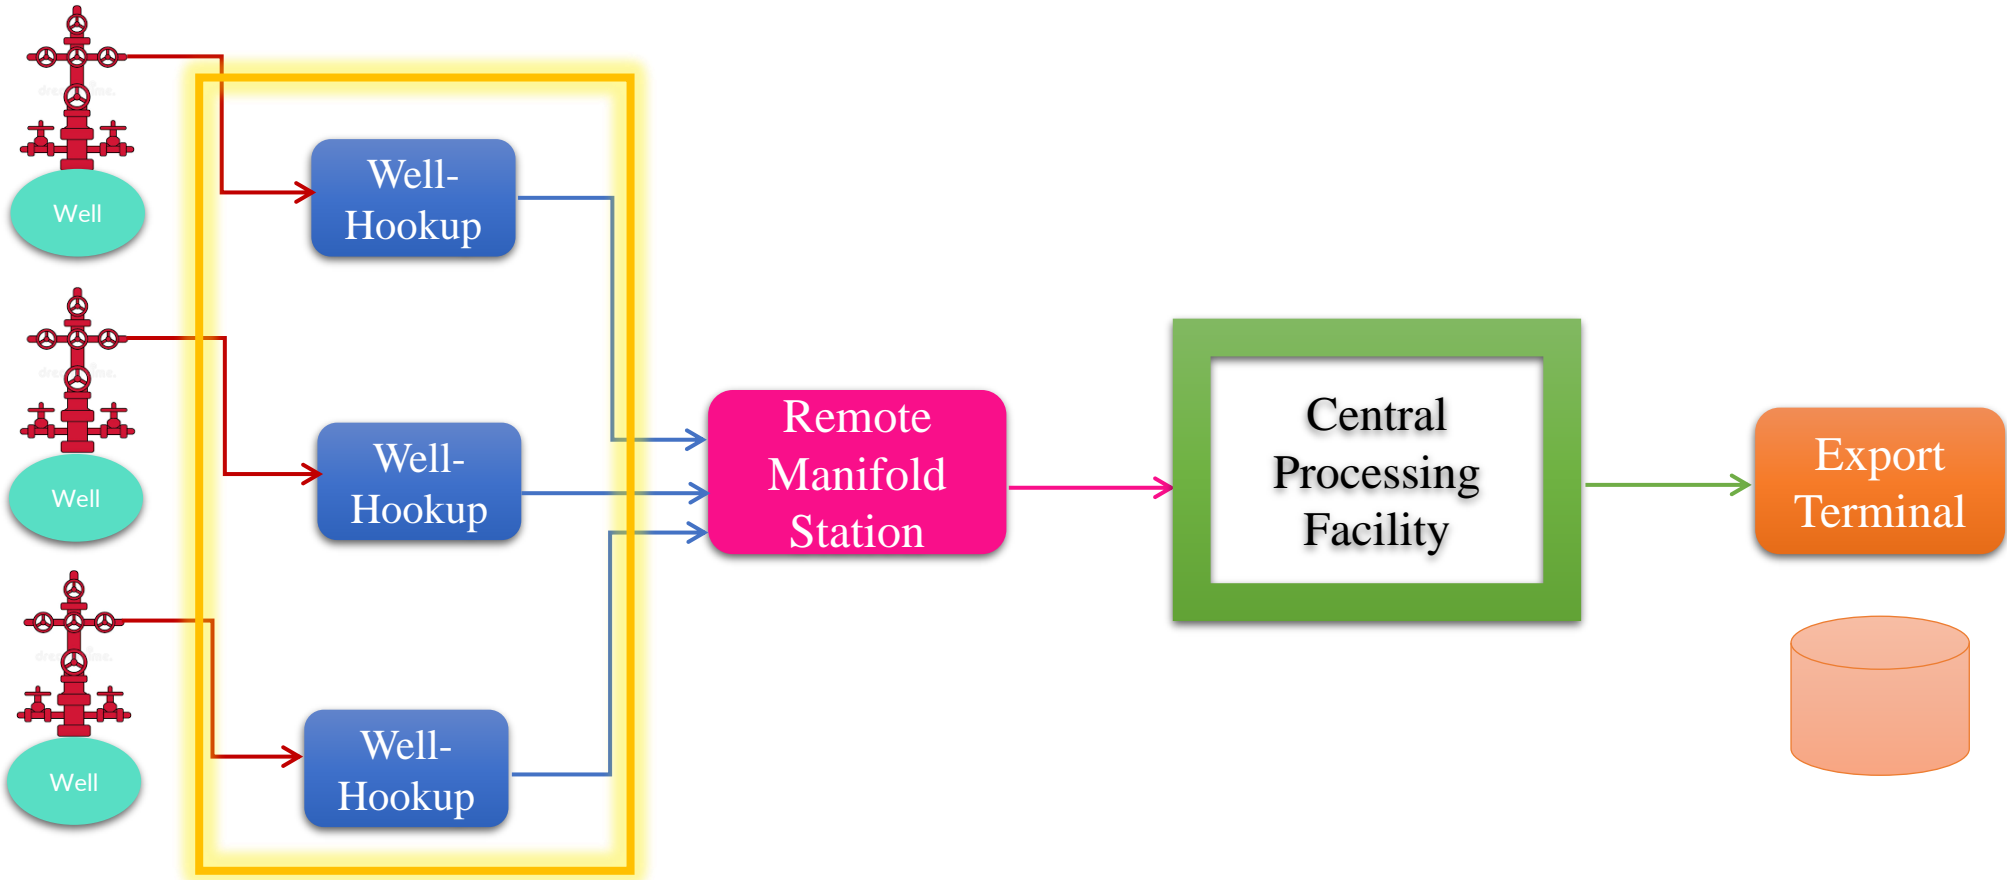 Well
Well-
Hookup
Well
Well-
Hookup
Well
Well-
Hookup
Remote
Manifold
Station
Central
Processing
Facility
Export
Terminal